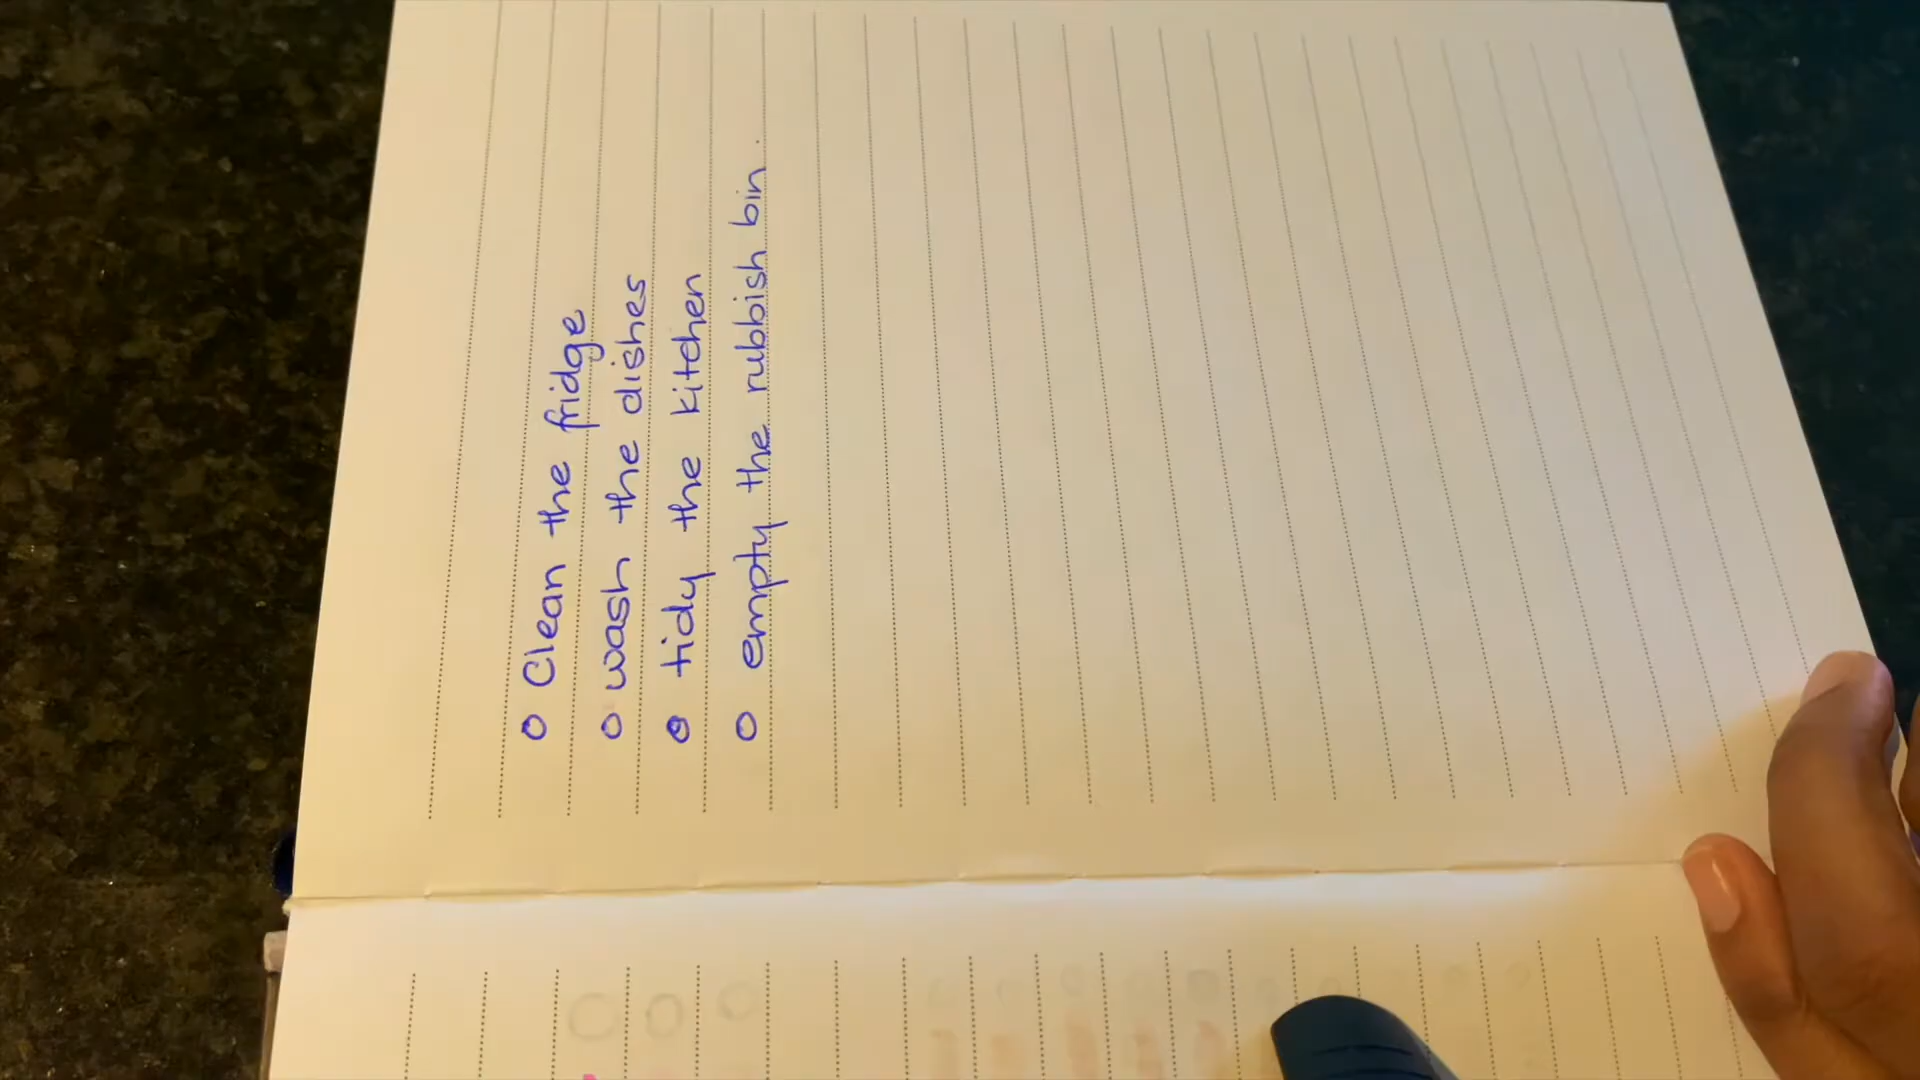 Clean the fridge
wash the dishes
tidy the kitchen
empty the rubbish bin.